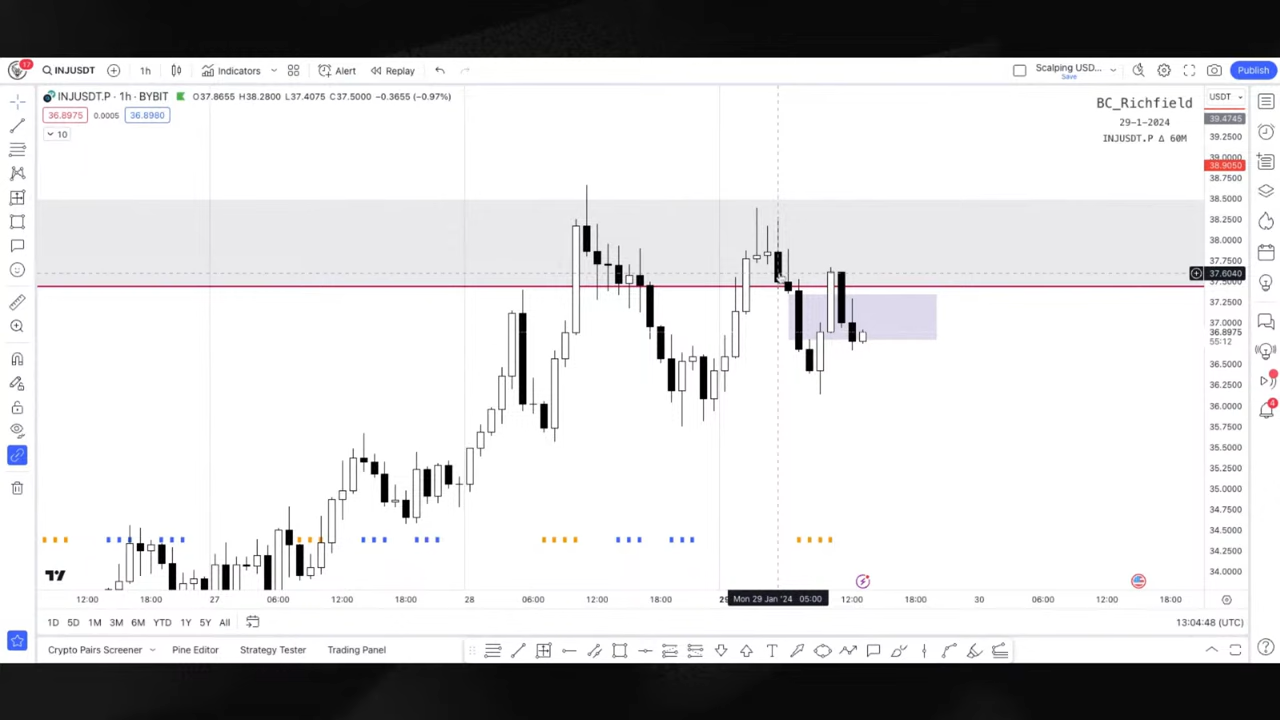 17
INJUSDT
1h
Indicators
Alert
Replay
Scalping USD...
Save
Publish
INJUSDT.P · 1h · BYBIT
O37.8655 H38.2800 L37.4075 C37.5000 −0.3655 (−0.97%)
36.8975
0.0005
36.8980
10
BC_Richfield
29-1-2024
INJUSDT.P Δ 60M
USDT
39.4745
39.2500
39.0000
38.9050
38.7500
38.5000
38.2500
38.0000
37.7500
37.6040
37.5000
37.2500
37.0000
36.8975
55:12
36.5000
36.2500
36.0000
35.7500
35.5000
35.2500
35.0000
34.7500
34.5000
34.2500
34.0000
4
12:00
18:00
27
06:00
12:00
18:00
28
06:00
12:00
18:00
Mon 29 Jan '24 05:00
12:00
18:00
30
06:00
12:00
18:00
1D
5D
1M
3M
6M
YTD
1Y
5Y
All
13:04:48 (UTC)
Crypto Pairs Screener
Pine Editor
Strategy Tester
Trading Panel